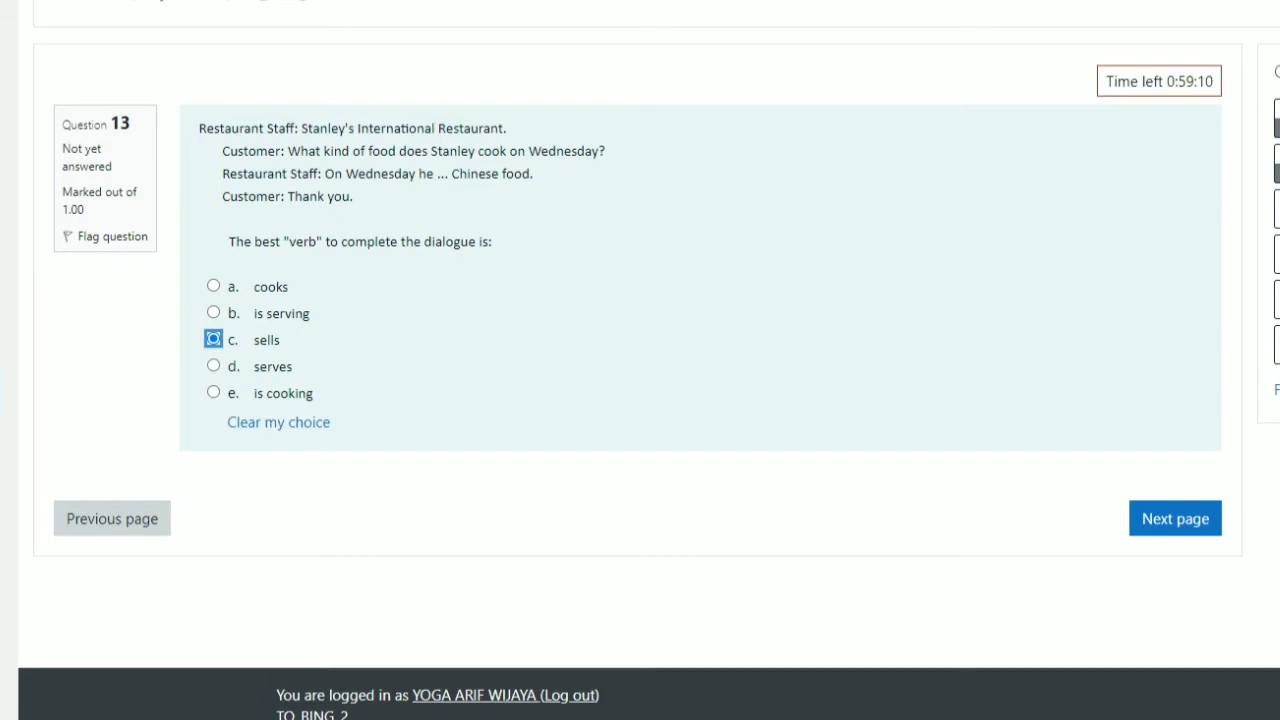 Time left 0:59:10
Question 13
Not yet
answered
Marked out of
1.00
Flag question
Restaurant Staff: Stanley's International Restaurant.
Customer: What kind of food does Stanley cook on Wednesday?
Restaurant Staff: On Wednesday he ... Chinese food.
Customer: Thank you.
The best "verb" to complete the dialogue is:
a. cooks
b. is serving
c. sells
d. serves
e. is cooking
Clear my choice
Previous page
Next page
You are logged in as YOGA ARIF WIJAYA (Log out)
TO_BING_2